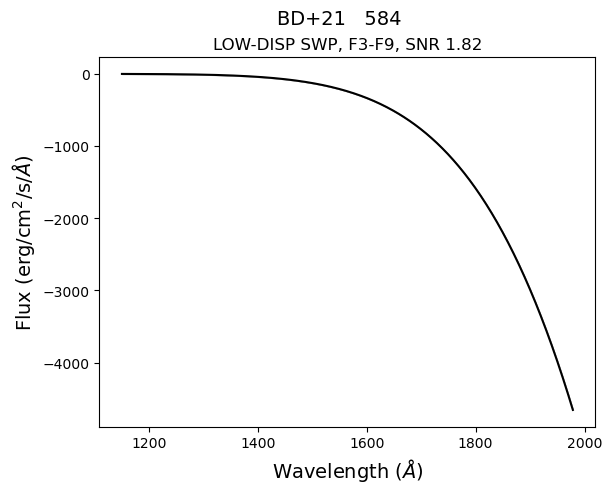 BD+21   584
LOW-DISP SWP, F3-F9, SNR 1.82
Flux (erg/cm²/s/Å)
0
−1000
−2000
−3000
−4000
1200 1400 1600 1800 2000
Wavelength (Å)